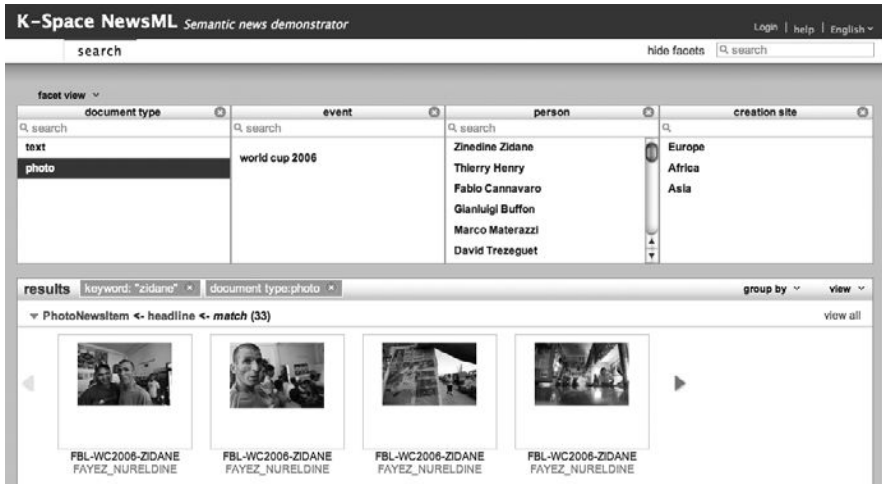 K-Space NewsML Semantic news demonstrator
Login | help | English
search
hide facets
search
facet view
document type
event
person
creation site
search
search
search
text
photo
world cup 2006
Zinedine Zidane
Thierry Henry
Fabio Cannavaro
Gianluigi Buffon
Marco Materazzi
David Trezeguet
Europe
Africa
Asia
results keyword: "zidane" × document type:photo ×
group by view
PhotoNewsItem <- headline <- match (33)
view all
FBL-WC2006-ZIDANE
FAYEZ_NURELDINE
FBL-WC2006-ZIDANE
FAYEZ_NURELDINE
FBL-WC2006-ZIDANE
FAYEZ_NURELDINE
FBL-WC2006-ZIDANE
FAYEZ_NURELDINE